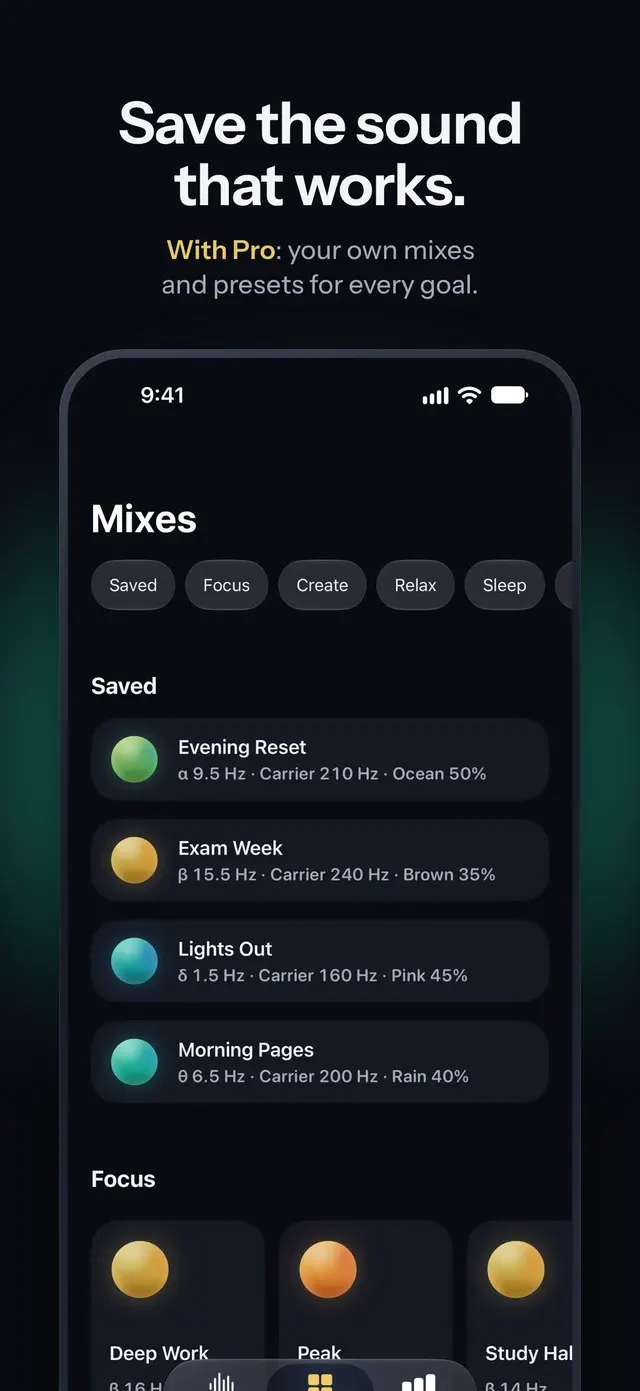 Save the sound
that works.
With Pro: your own mixes
and presets for every goal.
9:41
Mixes
Saved Focus Create Relax Sleep
Saved
Evening Reset
α 9.5 Hz · Carrier 210 Hz · Ocean 50%
Exam Week
β 15.5 Hz · Carrier 240 Hz · Brown 35%
Lights Out
δ 1.5 Hz · Carrier 160 Hz · Pink 45%
Morning Pages
θ 6.5 Hz · Carrier 200 Hz · Rain 40%
Focus
Deep Work Peak Study Hal
β 16 H β 14 Hz